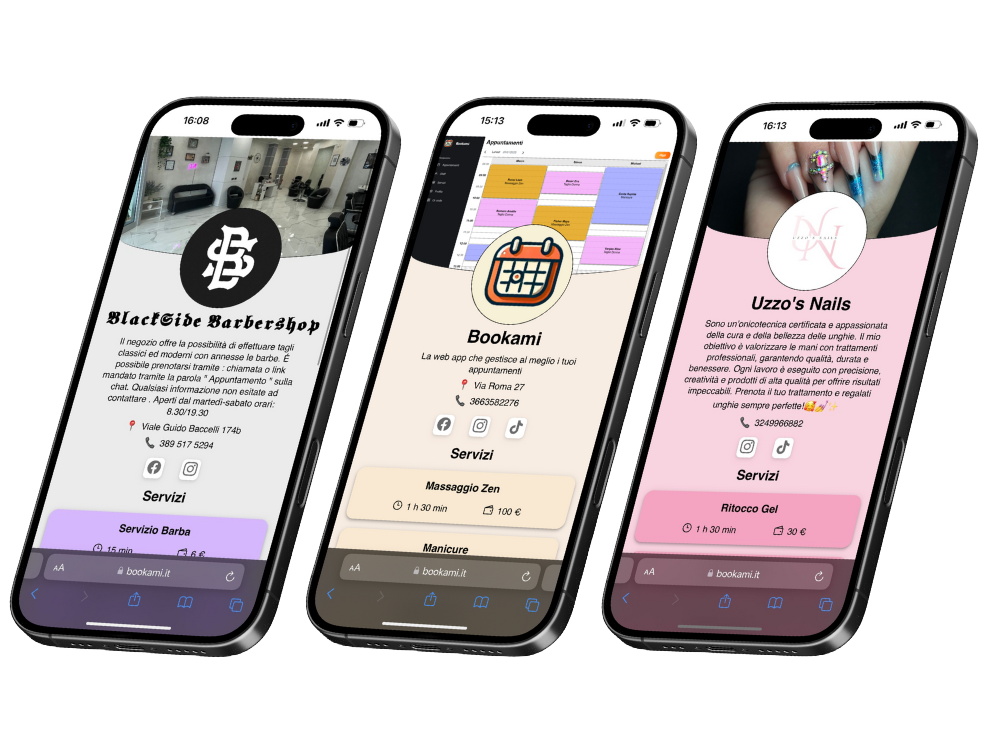 16:08
BlackSide Barbershop
Il negozio offre la possibilità di effettuare tagli
classici ed moderni con annesse le barbe. È
possibile prenotarsi tramite : chiamata o link
mandato tramite la parola " Appuntamento " sulla
chat. Qualsiasi informazione non esitate ad
contattare . Aperti dal martedì-sabato orari:
8.30/19.30
Viale Guido Baccelli 174b
389 517 5294
Servizi
Servizio Barba
15 min
6 €
AA
bookami.it
15:13
Bookami
Appuntamenti
Bookami
La web app che gestisce al meglio i tuoi
appuntamenti
Via Roma 27
3663582276
Servizi
Massaggio Zen
1 h 30 min
100 €
Manicure
AA
bookami.it
16:13
Uzzo's Nails
Sono un'onicotecnica certificata e appassionata
della cura e della bellezza delle unghie. Il mio
obiettivo è valorizzare le mani con trattamenti
professionali, garantendo qualità, durata e
benessere. Ogni lavoro è eseguito con precisione,
creatività e prodotti di alta qualità per offrire risultati
impeccabili. Prenota il tuo trattamento e regalati
unghie sempre perfette!🥰💅✨
3249966882
Servizi
Ritocco Gel
1 h 30 min
30 €
AA
bookami.it